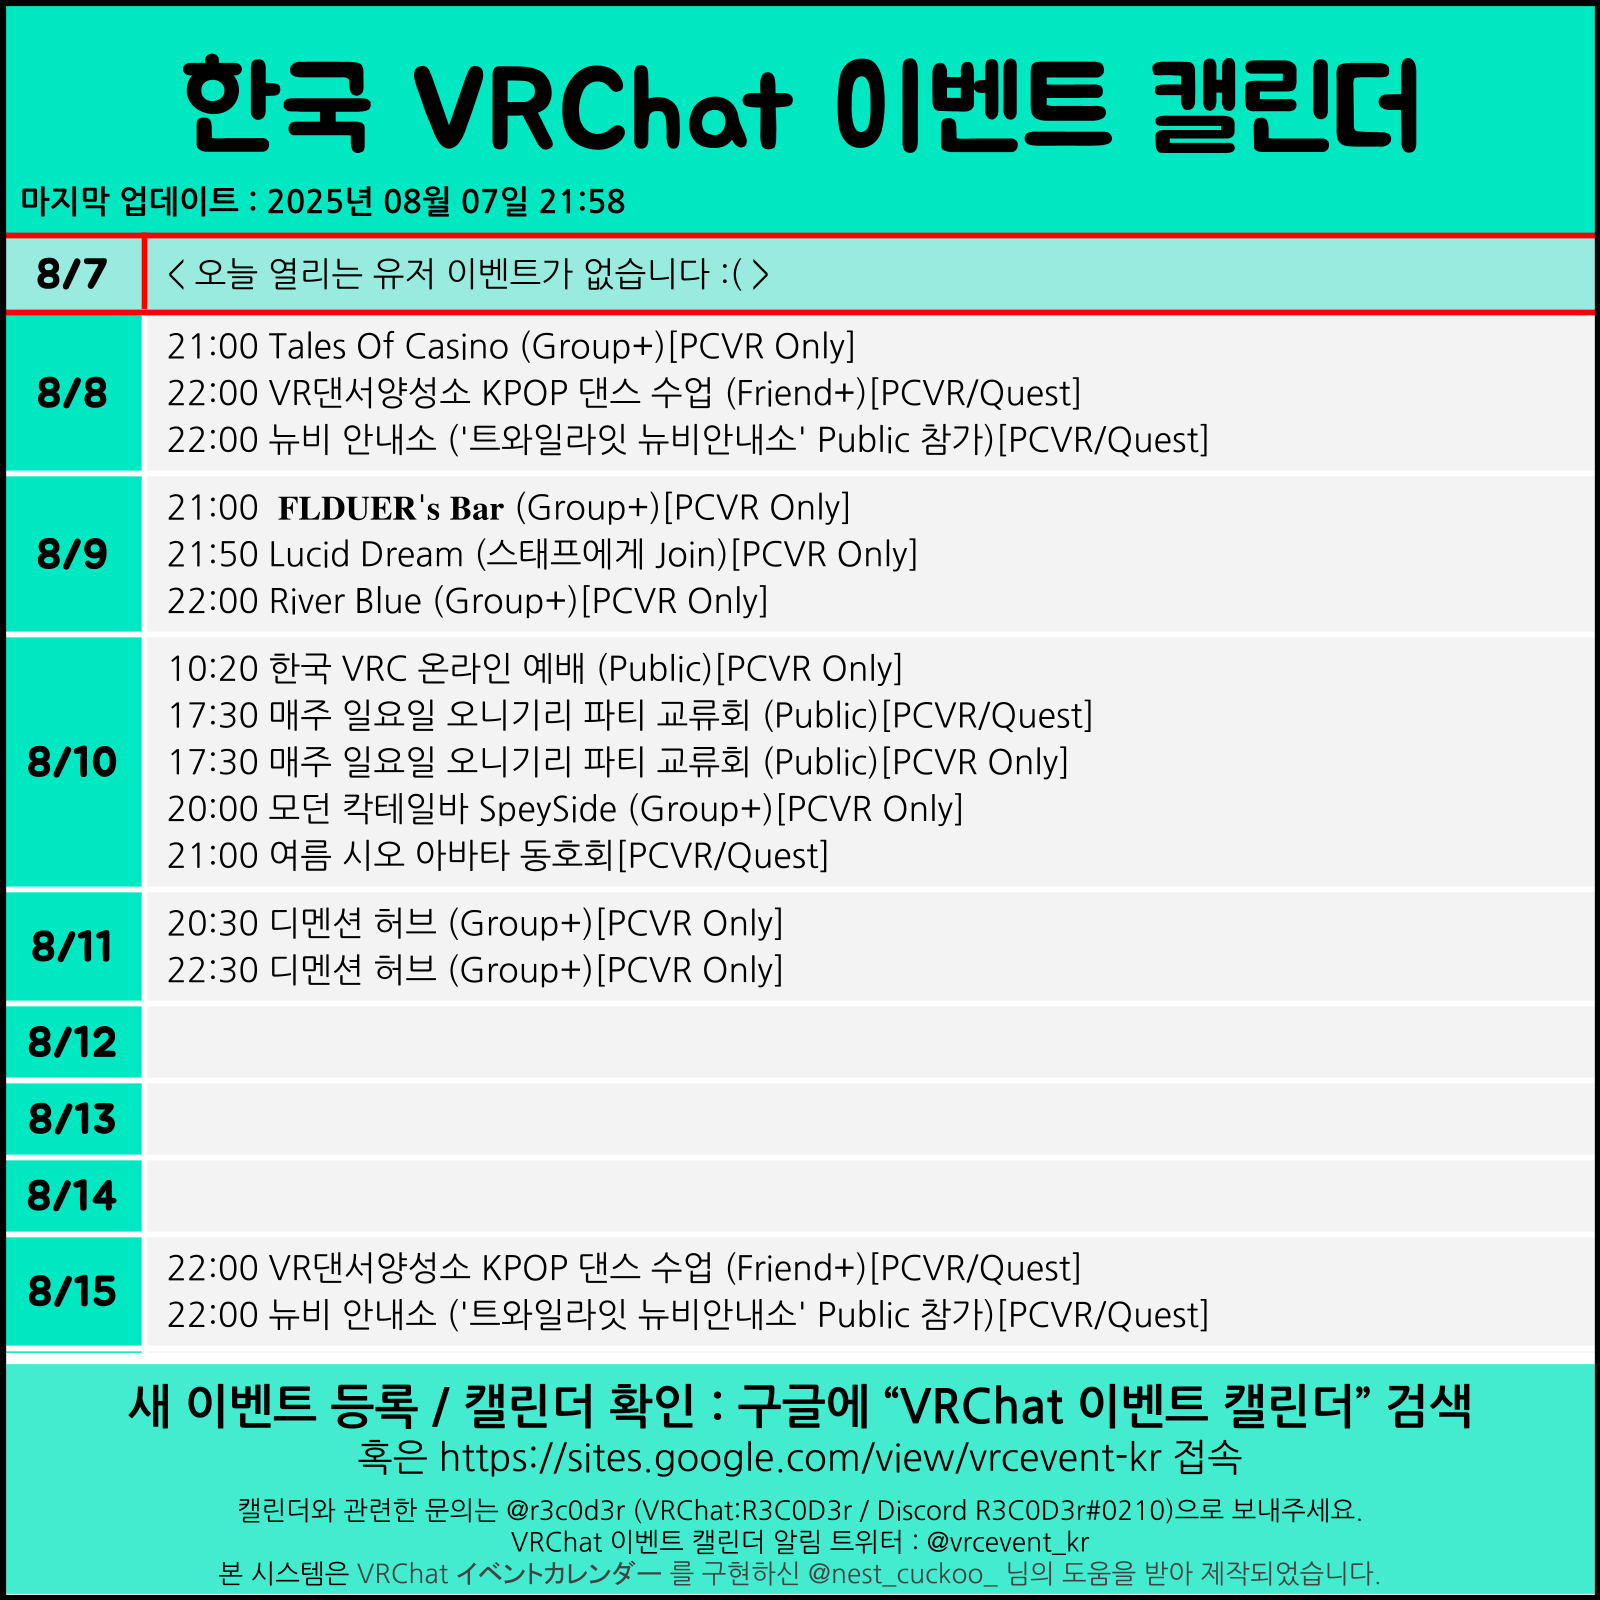 한국 VRChat 이벤트 캘린더
마지막 업데이트 : 2025년 08월 07일 21:58
8/7
< 오늘 열리는 유저 이벤트가 없습니다 :( >
8/8
21:00 Tales Of Casino (Group+)[PCVR Only]
22:00 VR댄서양성소 KPOP 댄스 수업 (Friend+)[PCVR/Quest]
22:00 뉴비 안내소 ('트와일라잇 뉴비안내소' Public 참가)[PCVR/Quest]
8/9
21:00 FLDUER's Bar (Group+)[PCVR Only]
21:50 Lucid Dream (스태프에게 Join)[PCVR Only]
22:00 River Blue (Group+)[PCVR Only]
8/10
10:20 한국 VRC 온라인 예배 (Public)[PCVR Only]
17:30 매주 일요일 오니기리 파티 교류회 (Public)[PCVR/Quest]
17:30 매주 일요일 오니기리 파티 교류회 (Public)[PCVR Only]
20:00 모던 칵테일바 SpeySide (Group+)[PCVR Only]
21:00 여름 시오 아바타 동호회[PCVR/Quest]
8/11
20:30 디멘션 허브 (Group+)[PCVR Only]
22:30 디멘션 허브 (Group+)[PCVR Only]
8/12
8/13
8/14
8/15
22:00 VR댄서양성소 KPOP 댄스 수업 (Friend+)[PCVR/Quest]
22:00 뉴비 안내소 ('트와일라잇 뉴비안내소' Public 참가)[PCVR/Quest]
새 이벤트 등록 / 캘린더 확인 : 구글에 “VRChat 이벤트 캘린더” 검색
혹은 https://sites.google.com/view/vrcevent-kr 접속
캘린더와 관련한 문의는 @r3c0d3r (VRChat:R3C0D3r / Discord R3C0D3r#0210)으로 보내주세요.
VRChat 이벤트 캘린더 알림 트위터 : @vrcevent_kr
본 시스템은 VRChat イベントカレンダー 를 구현하신 @nest_cuckoo_ 님의 도움을 받아 제작되었습니다.